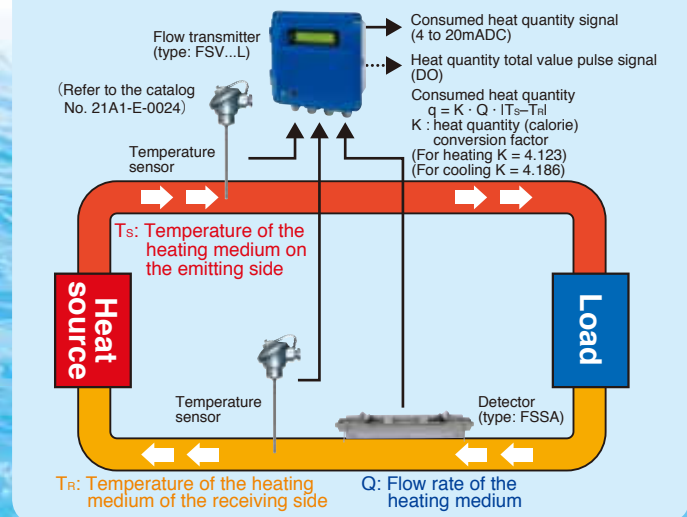 Flow transmitter
(type: FSV...L)
Consumed heat quantity signal
(4 to 20mADC)
Heat quantity total value pulse signal
(DO)
(Refer to the catalog
No. 21A1-E-0024)
Consumed heat quantity
q = K · Q · |Ts–TR|
K : heat quantity (calorie)
conversion factor
(For heating K = 4.123)
(For cooling K = 4.186)
Temperature
sensor
Ts: Temperature of the
heating medium on
the emitting side
Heat
source
Load
Temperature
sensor
Detector
(type: FSSA)
TR: Temperature of the heating
medium of the receiving side
Q: Flow rate of the
heating medium